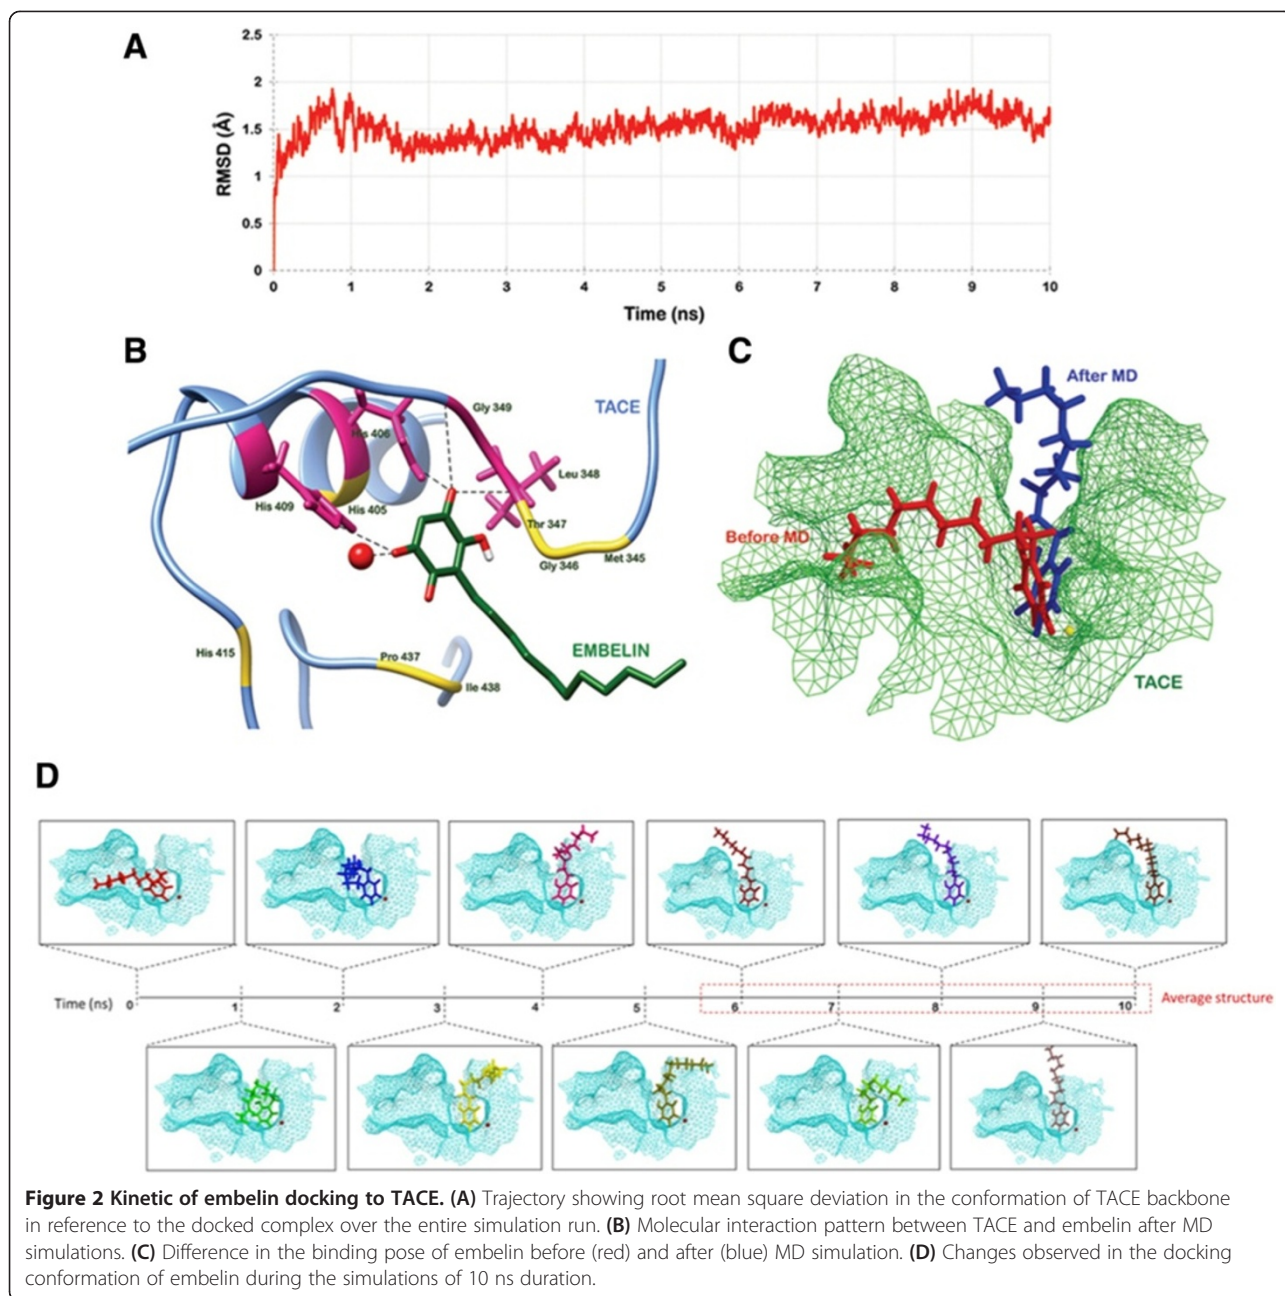 A
2.5
2
1.5
1
0.5
0
RMSD (Å)
0 1 2 3 4 5 6 7 8 9 10
Time (ns)
B
Gly 349
TACE
His 406
Leu 348
His 409
His 405
Thr 347
Met 345
Gly 346
EMBELIN
His 415
Pro 437
Ile 438
C
After MD
Before MD
TACE
D
Time (ns) 0 1 2 3 4 5 6 7 8 9 10
Average structure
Figure 2 Kinetic of embelin docking to TACE. (A) Trajectory showing root mean square deviation in the conformation of TACE backbone
in reference to the docked complex over the entire simulation run. (B) Molecular interaction pattern between TACE and embelin after MD
simulations. (C) Difference in the binding pose of embelin before (red) and after (blue) MD simulation. (D) Changes observed in the docking
conformation of embelin during the simulations of 10 ns duration.